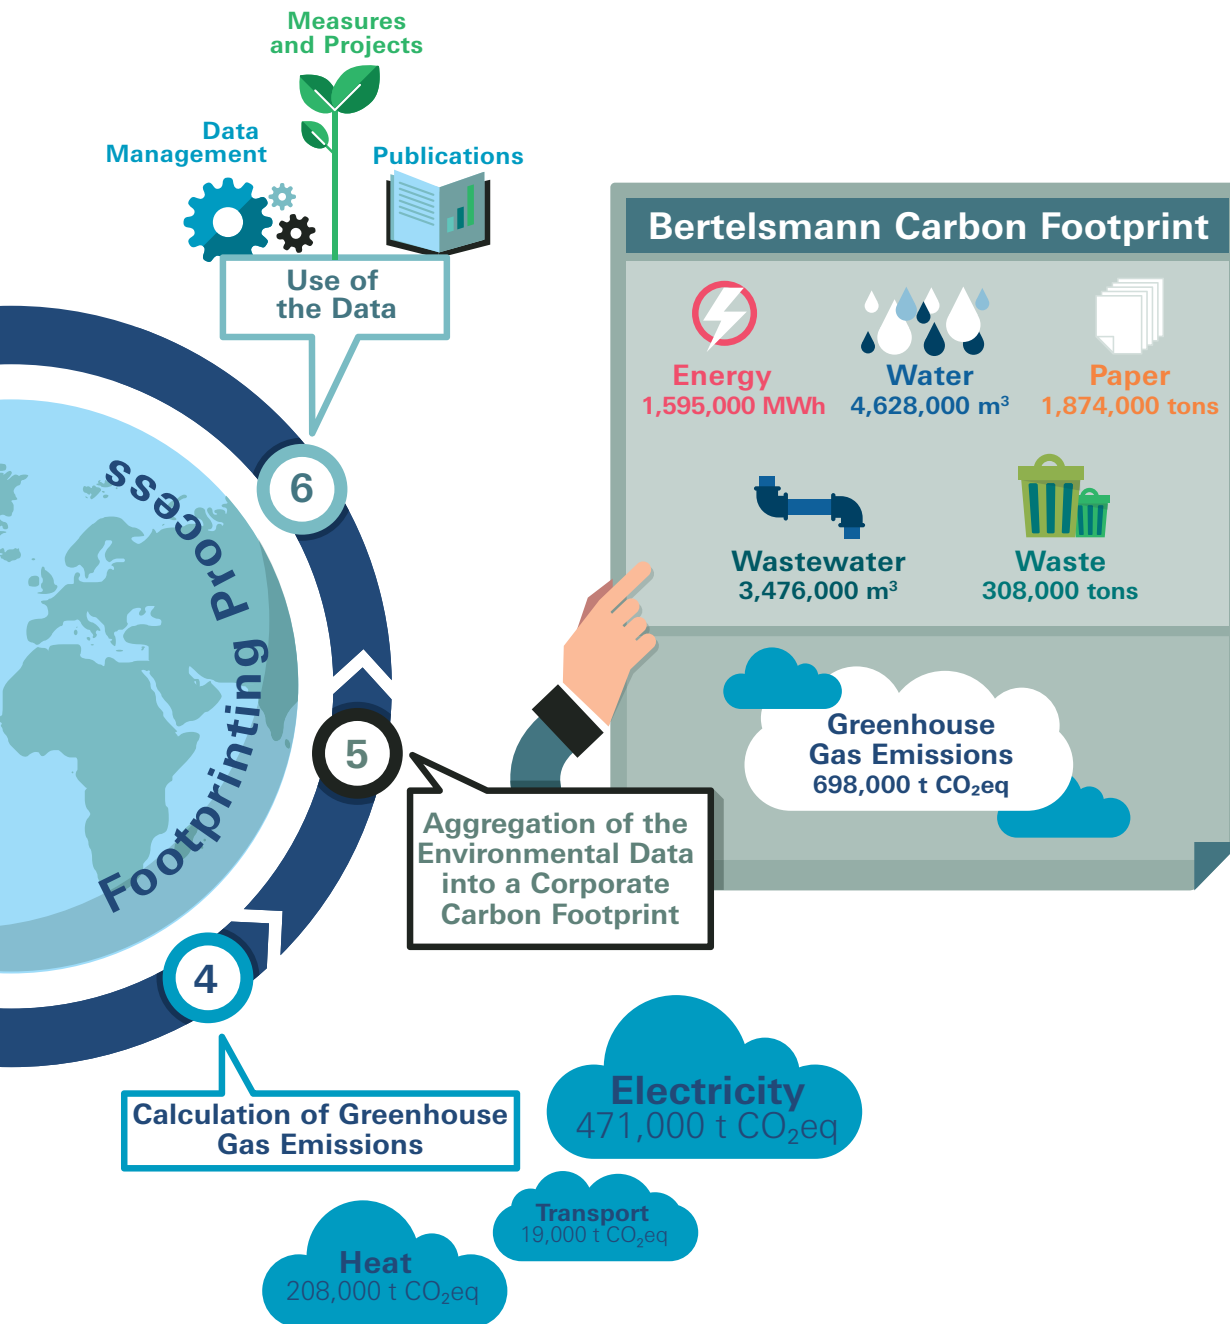 Measures
and Projects
Data
Management
Publications
Use of
the Data
6
Footprinting Process
5
Aggregation of the
Environmental Data
into a Corporate
Carbon Footprint
4
Calculation of Greenhouse
Gas Emissions
Electricity
471,000 t CO₂eq
Transport
19,000 t CO₂eq
Heat
208,000 t CO₂eq
Bertelsmann Carbon Footprint
Energy
1,595,000 MWh
Water
4,628,000 m³
Paper
1,874,000 tons
Wastewater
3,476,000 m³
Waste
308,000 tons
Greenhouse
Gas Emissions
698,000 t CO₂eq